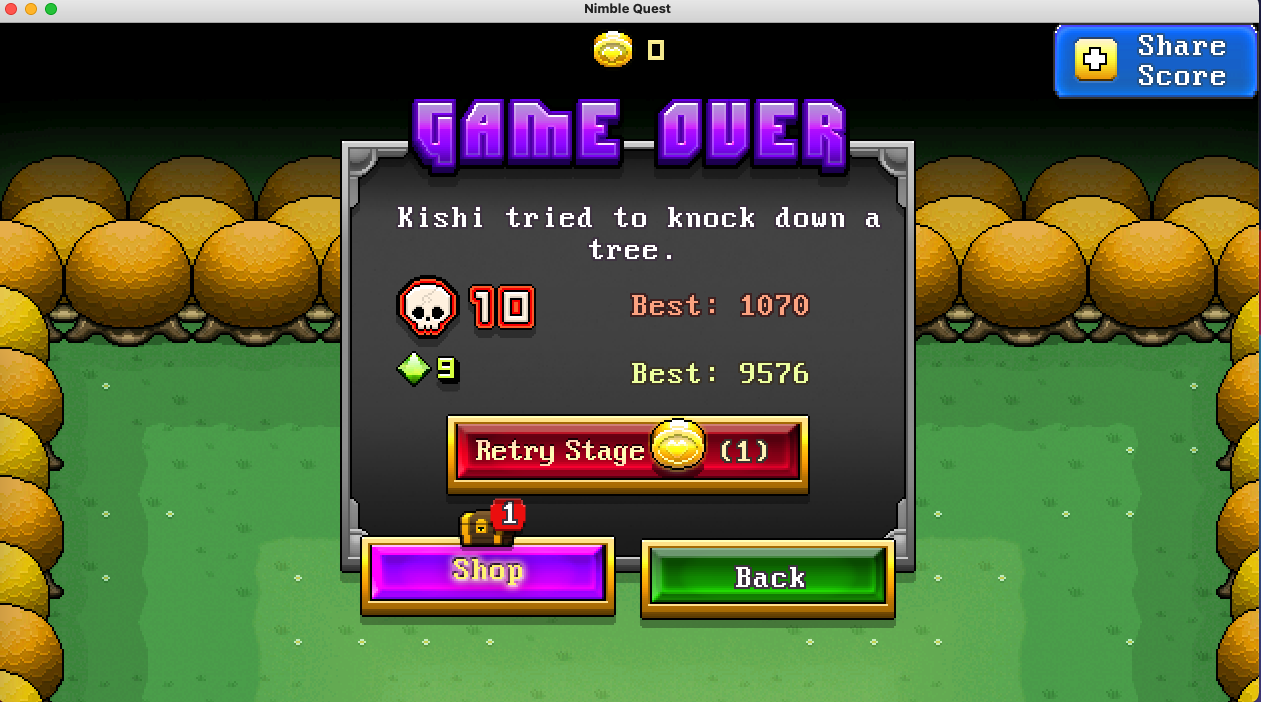 Nimble Quest
0
Share
Score
GAME OVER
Kishi tried to knock down a
tree.
10
Best: 1070
9
Best: 9576
Retry Stage (1)
1
Shop
Back